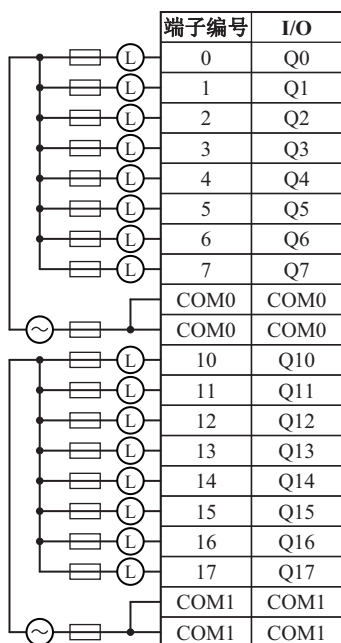 端子编号 I/O
L 0 Q0
L 1 Q1
L 2 Q2
L 3 Q3
L 4 Q4
L 5 Q5
L 6 Q6
L 7 Q7
COM0 COM0
COM0 COM0
L 10 Q10
L 11 Q11
L 12 Q12
L 13 Q13
L 14 Q14
L 15 Q15
L 16 Q16
L 17 Q17
COM1 COM1
COM1 COM1